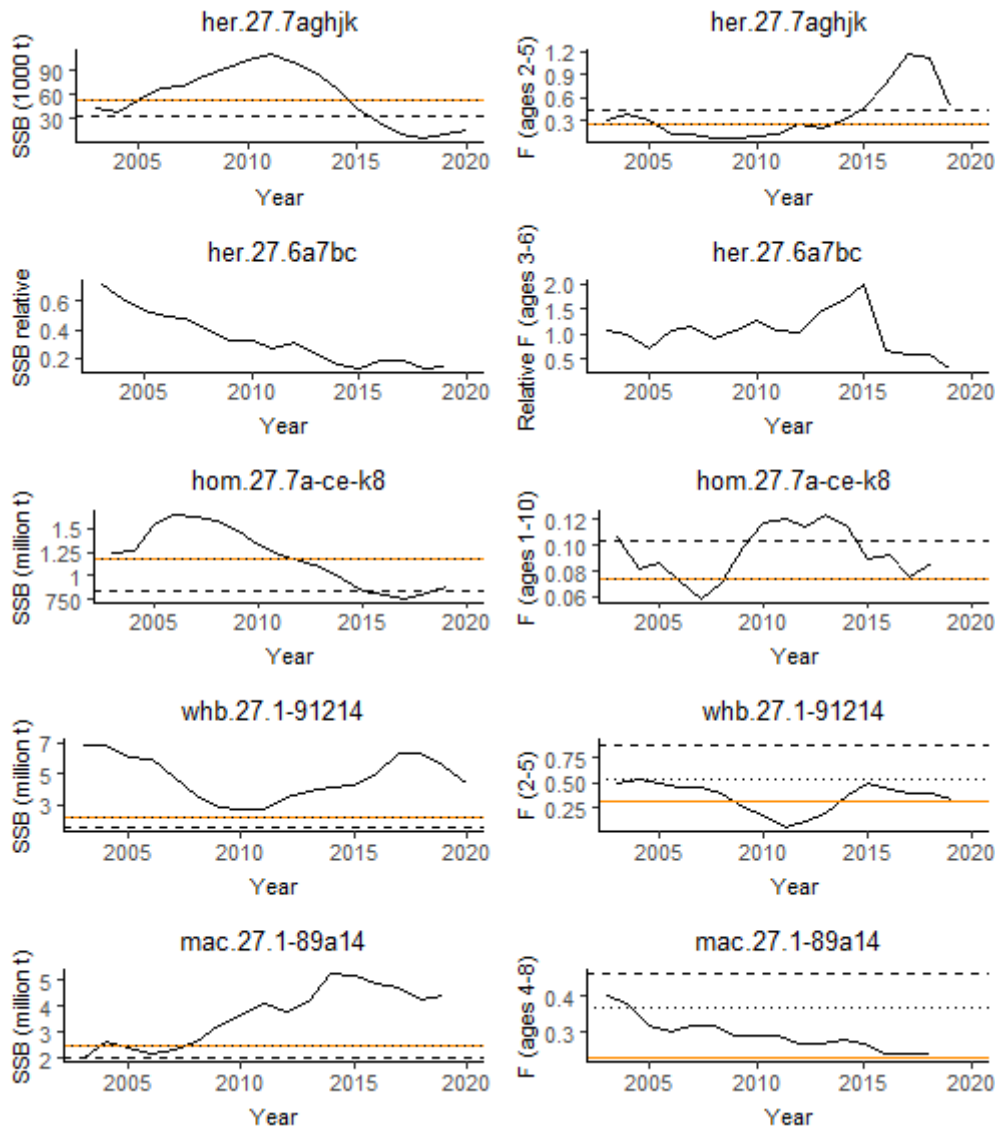 her.27.7aghjk
SSB (1000 t)
90
60
30
2005 2010 2015 2020
Year
her.27.7aghjk
F (ages 2-5)
1.2
0.9
0.6
0.3
2005 2010 2015 2020
Year
her.27.6a7bc
SSB relative
0.6
0.4
0.2
2005 2010 2015 2020
Year
her.27.6a7bc
Relative F (ages 3-6)
2.0
1.5
1.0
0.5
2005 2010 2015 2020
Year
hom.27.7a-ce-k8
SSB (million t)
1.5
1.25
1
750
2005 2010 2015 2020
Year
hom.27.7a-ce-k8
F (ages 1-10)
0.12
0.10
0.08
0.06
2005 2010 2015 2020
Year
whb.27.1-91214
SSB (million t)
7
5
3
2005 2010 2015 2020
Year
whb.27.1-91214
F (2-5)
0.75
0.50
0.25
2005 2010 2015 2020
Year
mac.27.1-89a14
SSB (million t)
5
4
3
2
2005 2010 2015 2020
Year
mac.27.1-89a14
F (ages 4-8)
0.4
0.3
2005 2010 2015 2020
Year